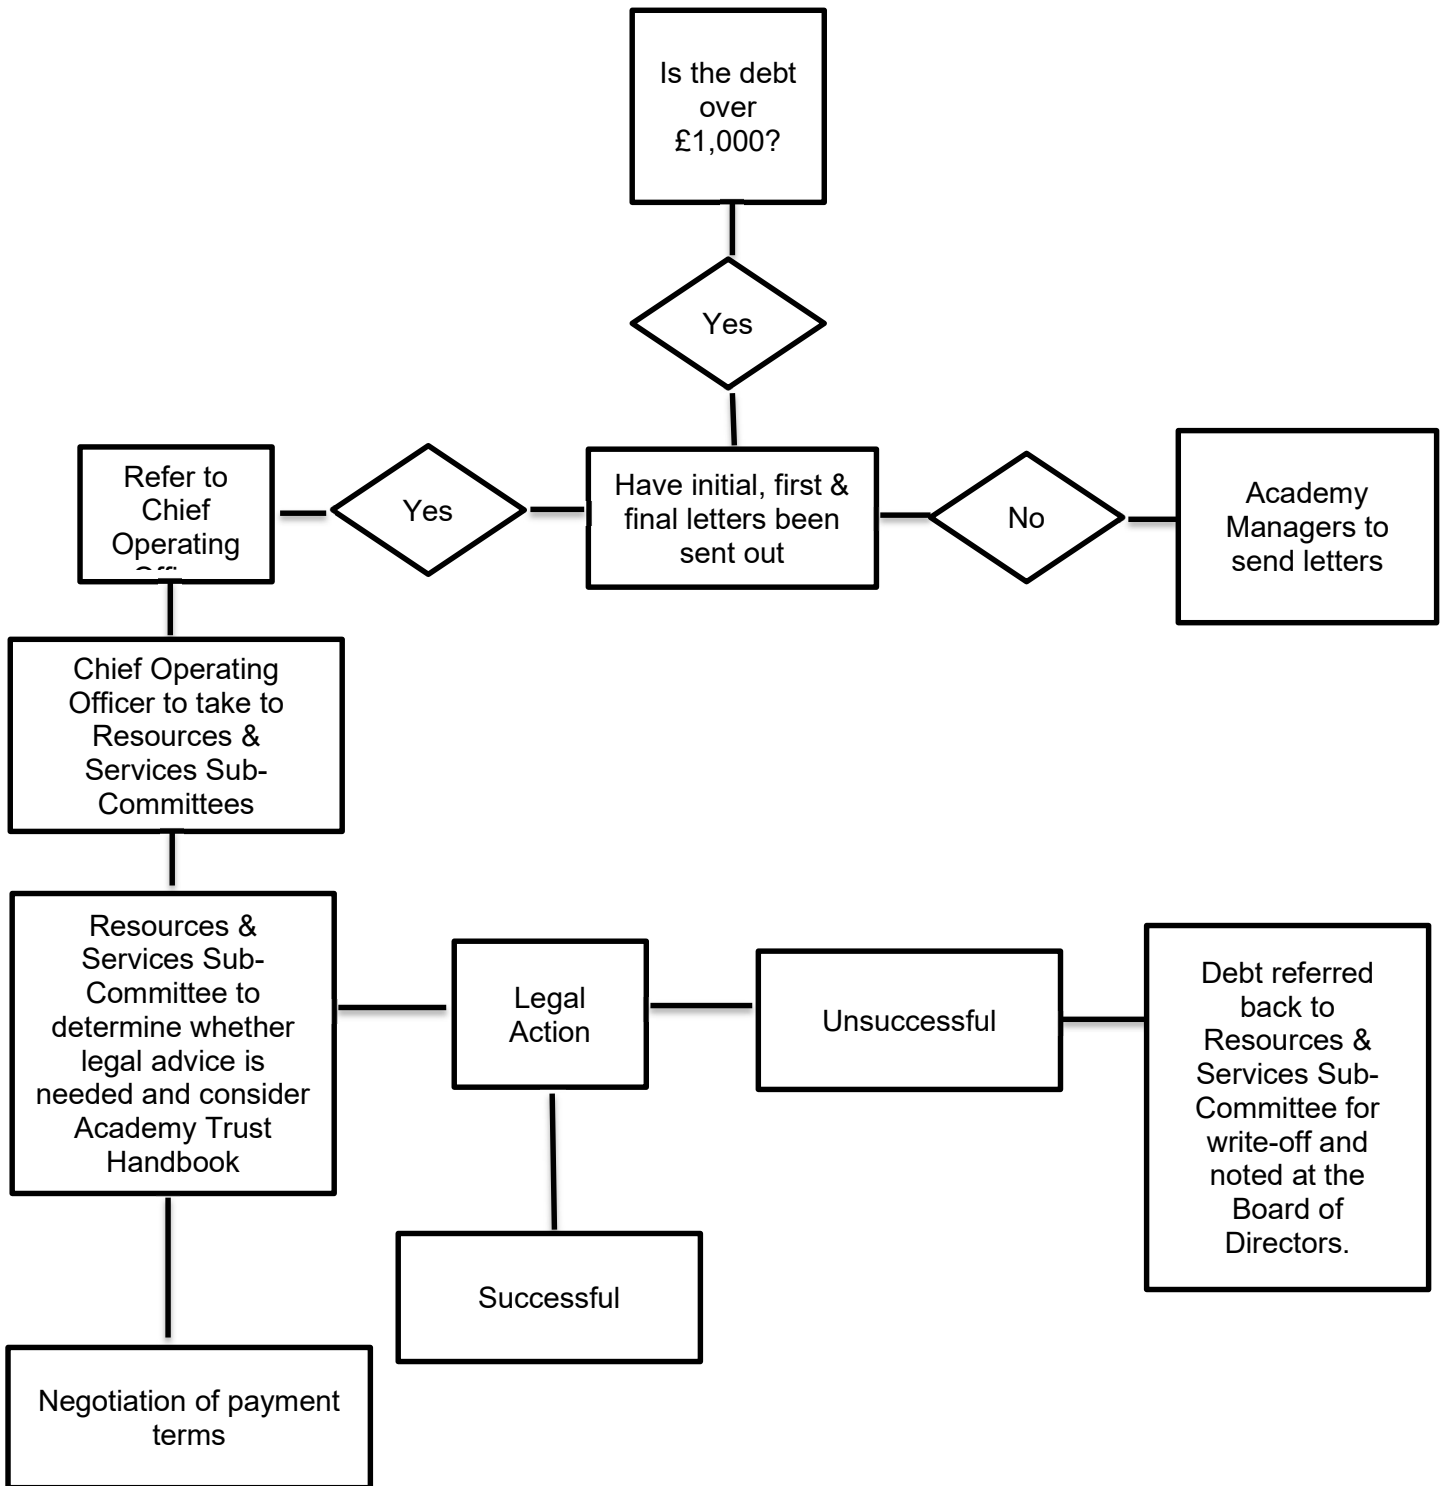 Is the debt
over
£1,000?
Yes
Refer to
Chief
Operating
Yes
Have initial, first &
final letters been
sent out
No
Academy
Managers to
send letters
Chief Operating
Officer to take to
Resources &
Services Sub-
Committees
Resources &
Services Sub-
Committee to
determine whether
legal advice is
needed and consider
Academy Trust
Handbook
Legal
Action
Unsuccessful
Debt referred
back to
Resources &
Services Sub-
Committee for
write-off and
noted at the
Board of
Directors.
Successful
Negotiation of payment
terms